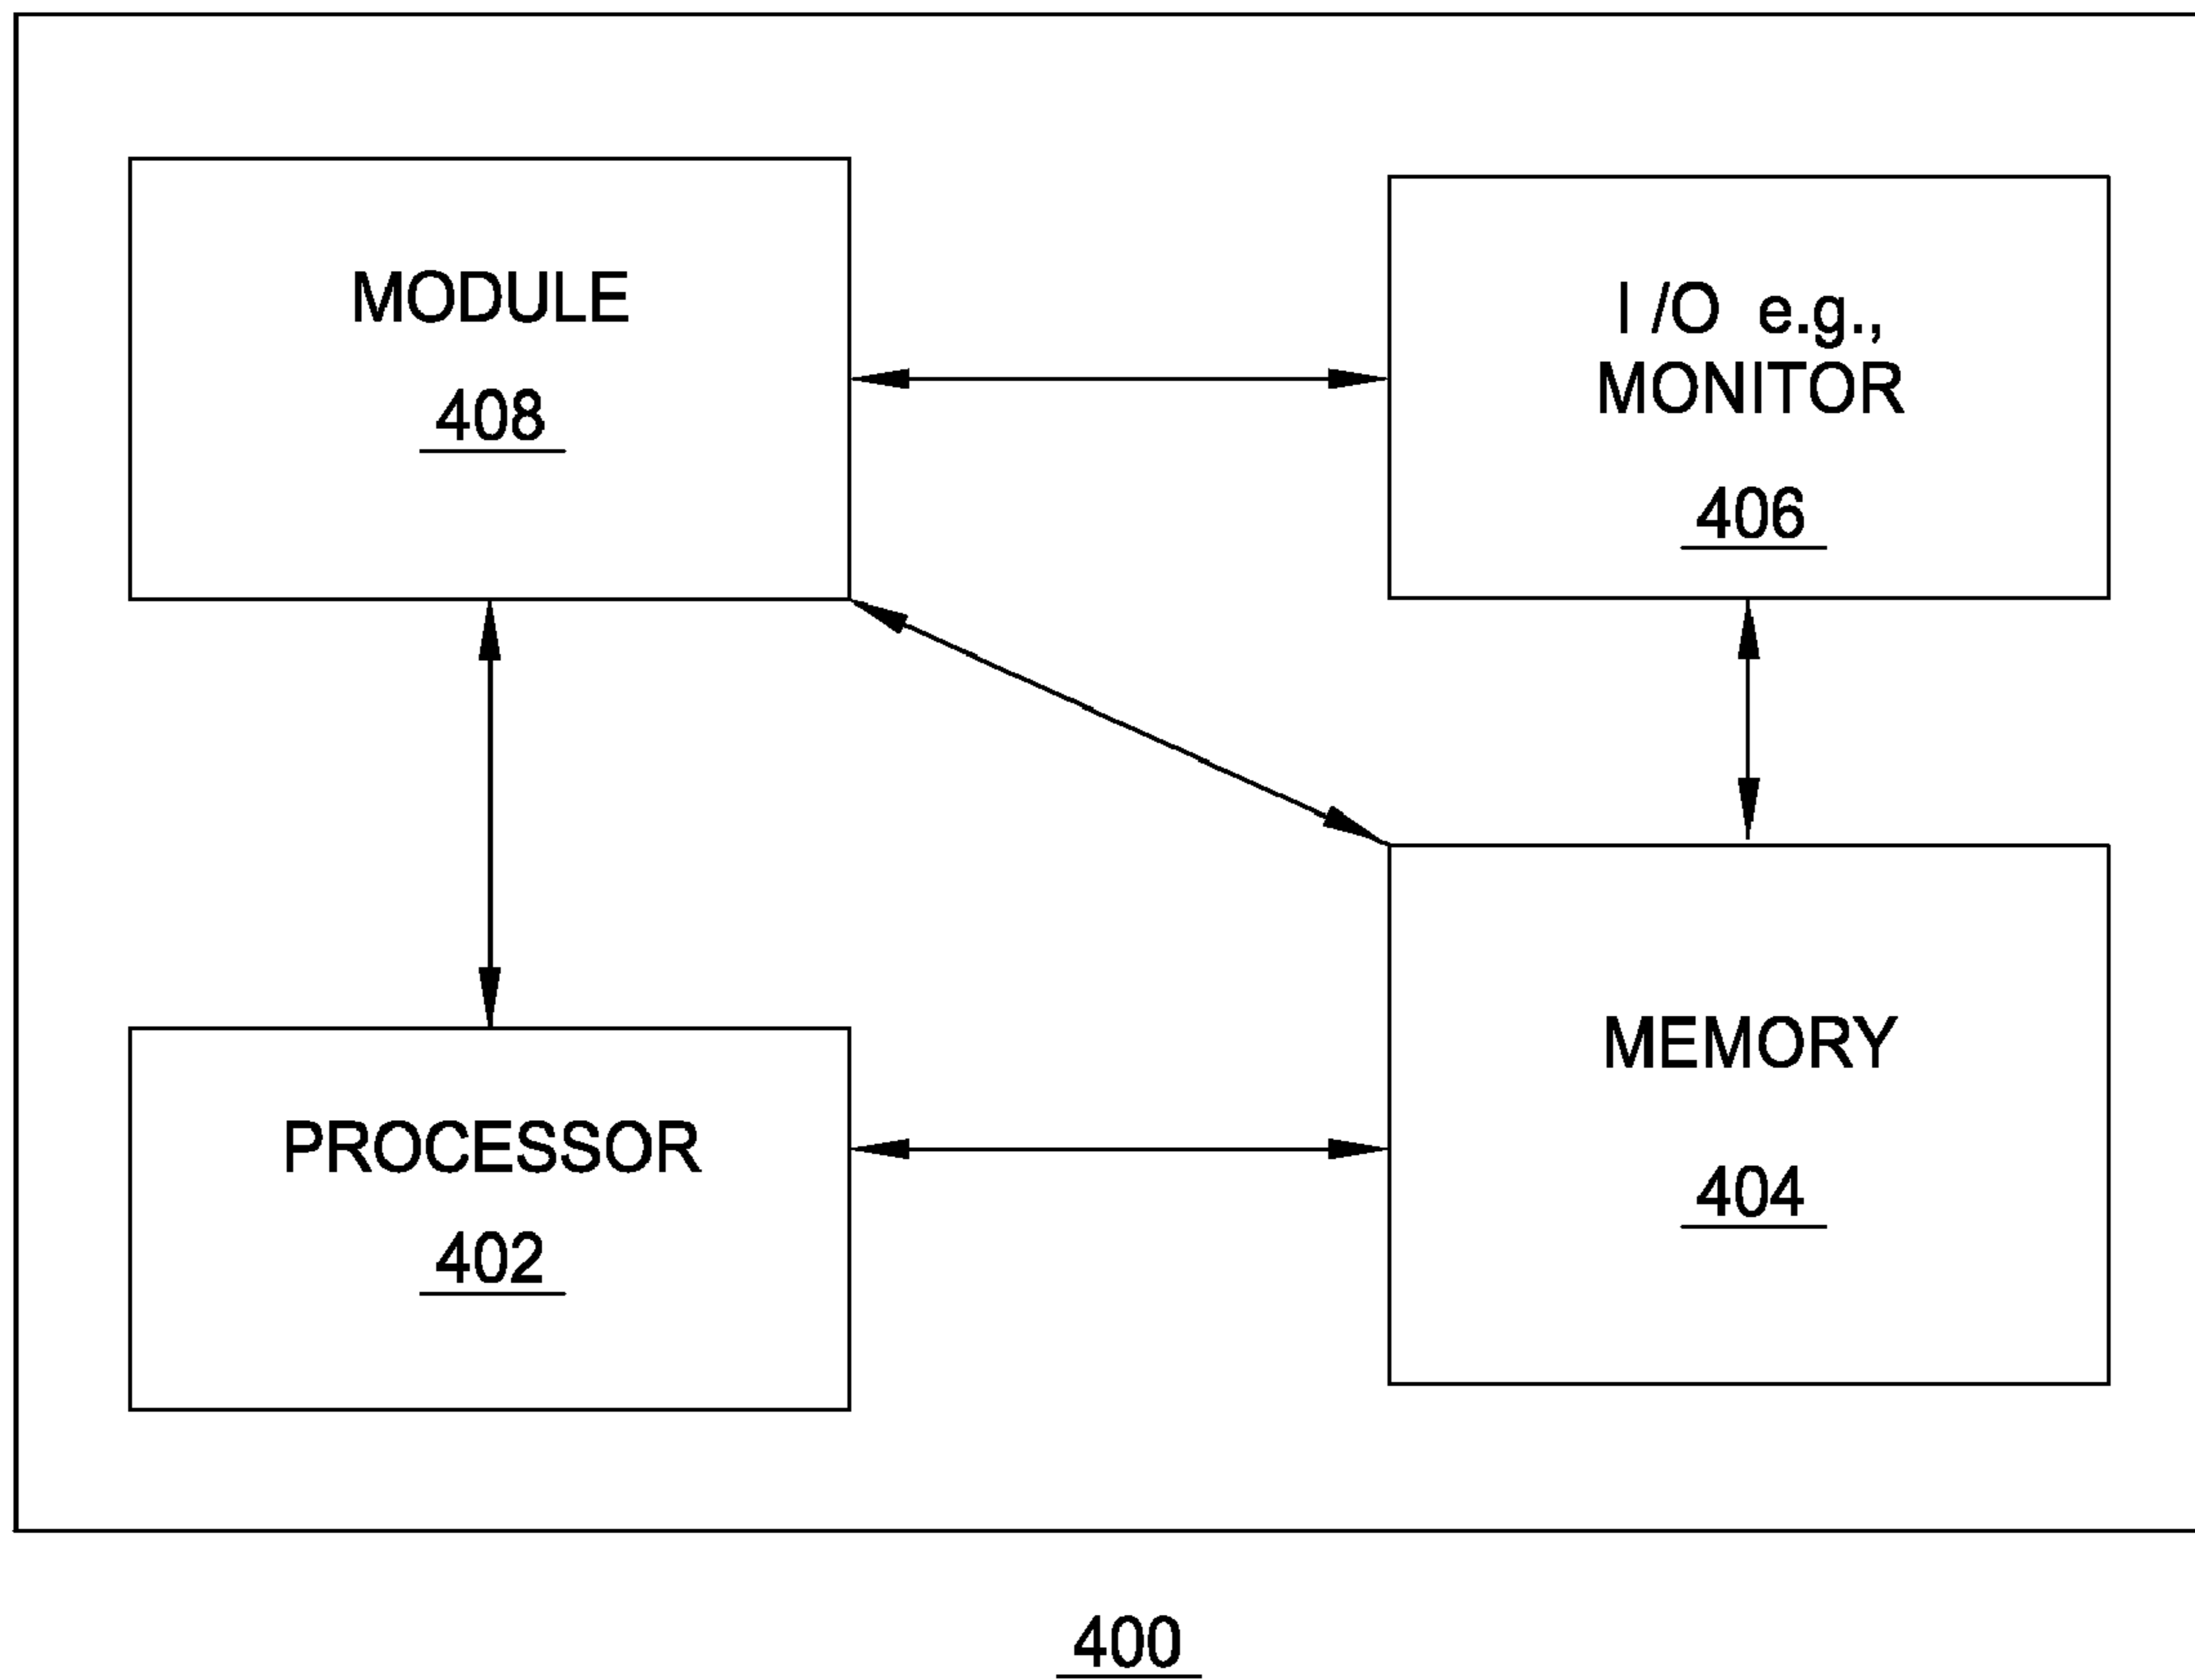 MODULE
408
I /O e.g.,
MONITOR
406
PROCESSOR
402
MEMORY
404
400